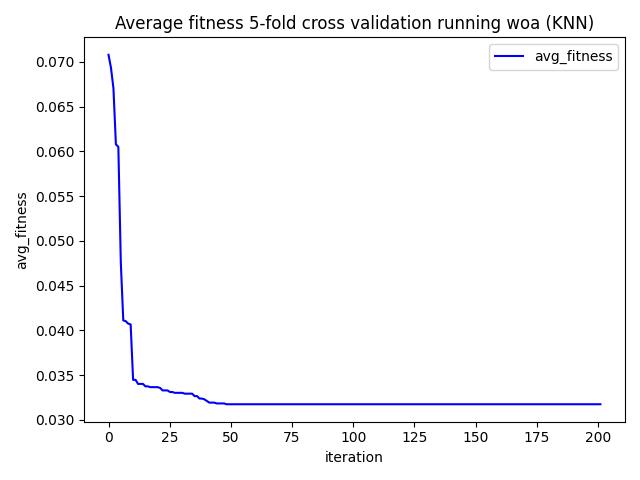 Average fitness 5-fold cross validation running woa (KNN)
avg_fitness
0.070
0.065
0.060
0.055
0.050
0.045
0.040
0.035
0.030
avg_fitness
0 25 50 75 100 125 150 175 200
iteration